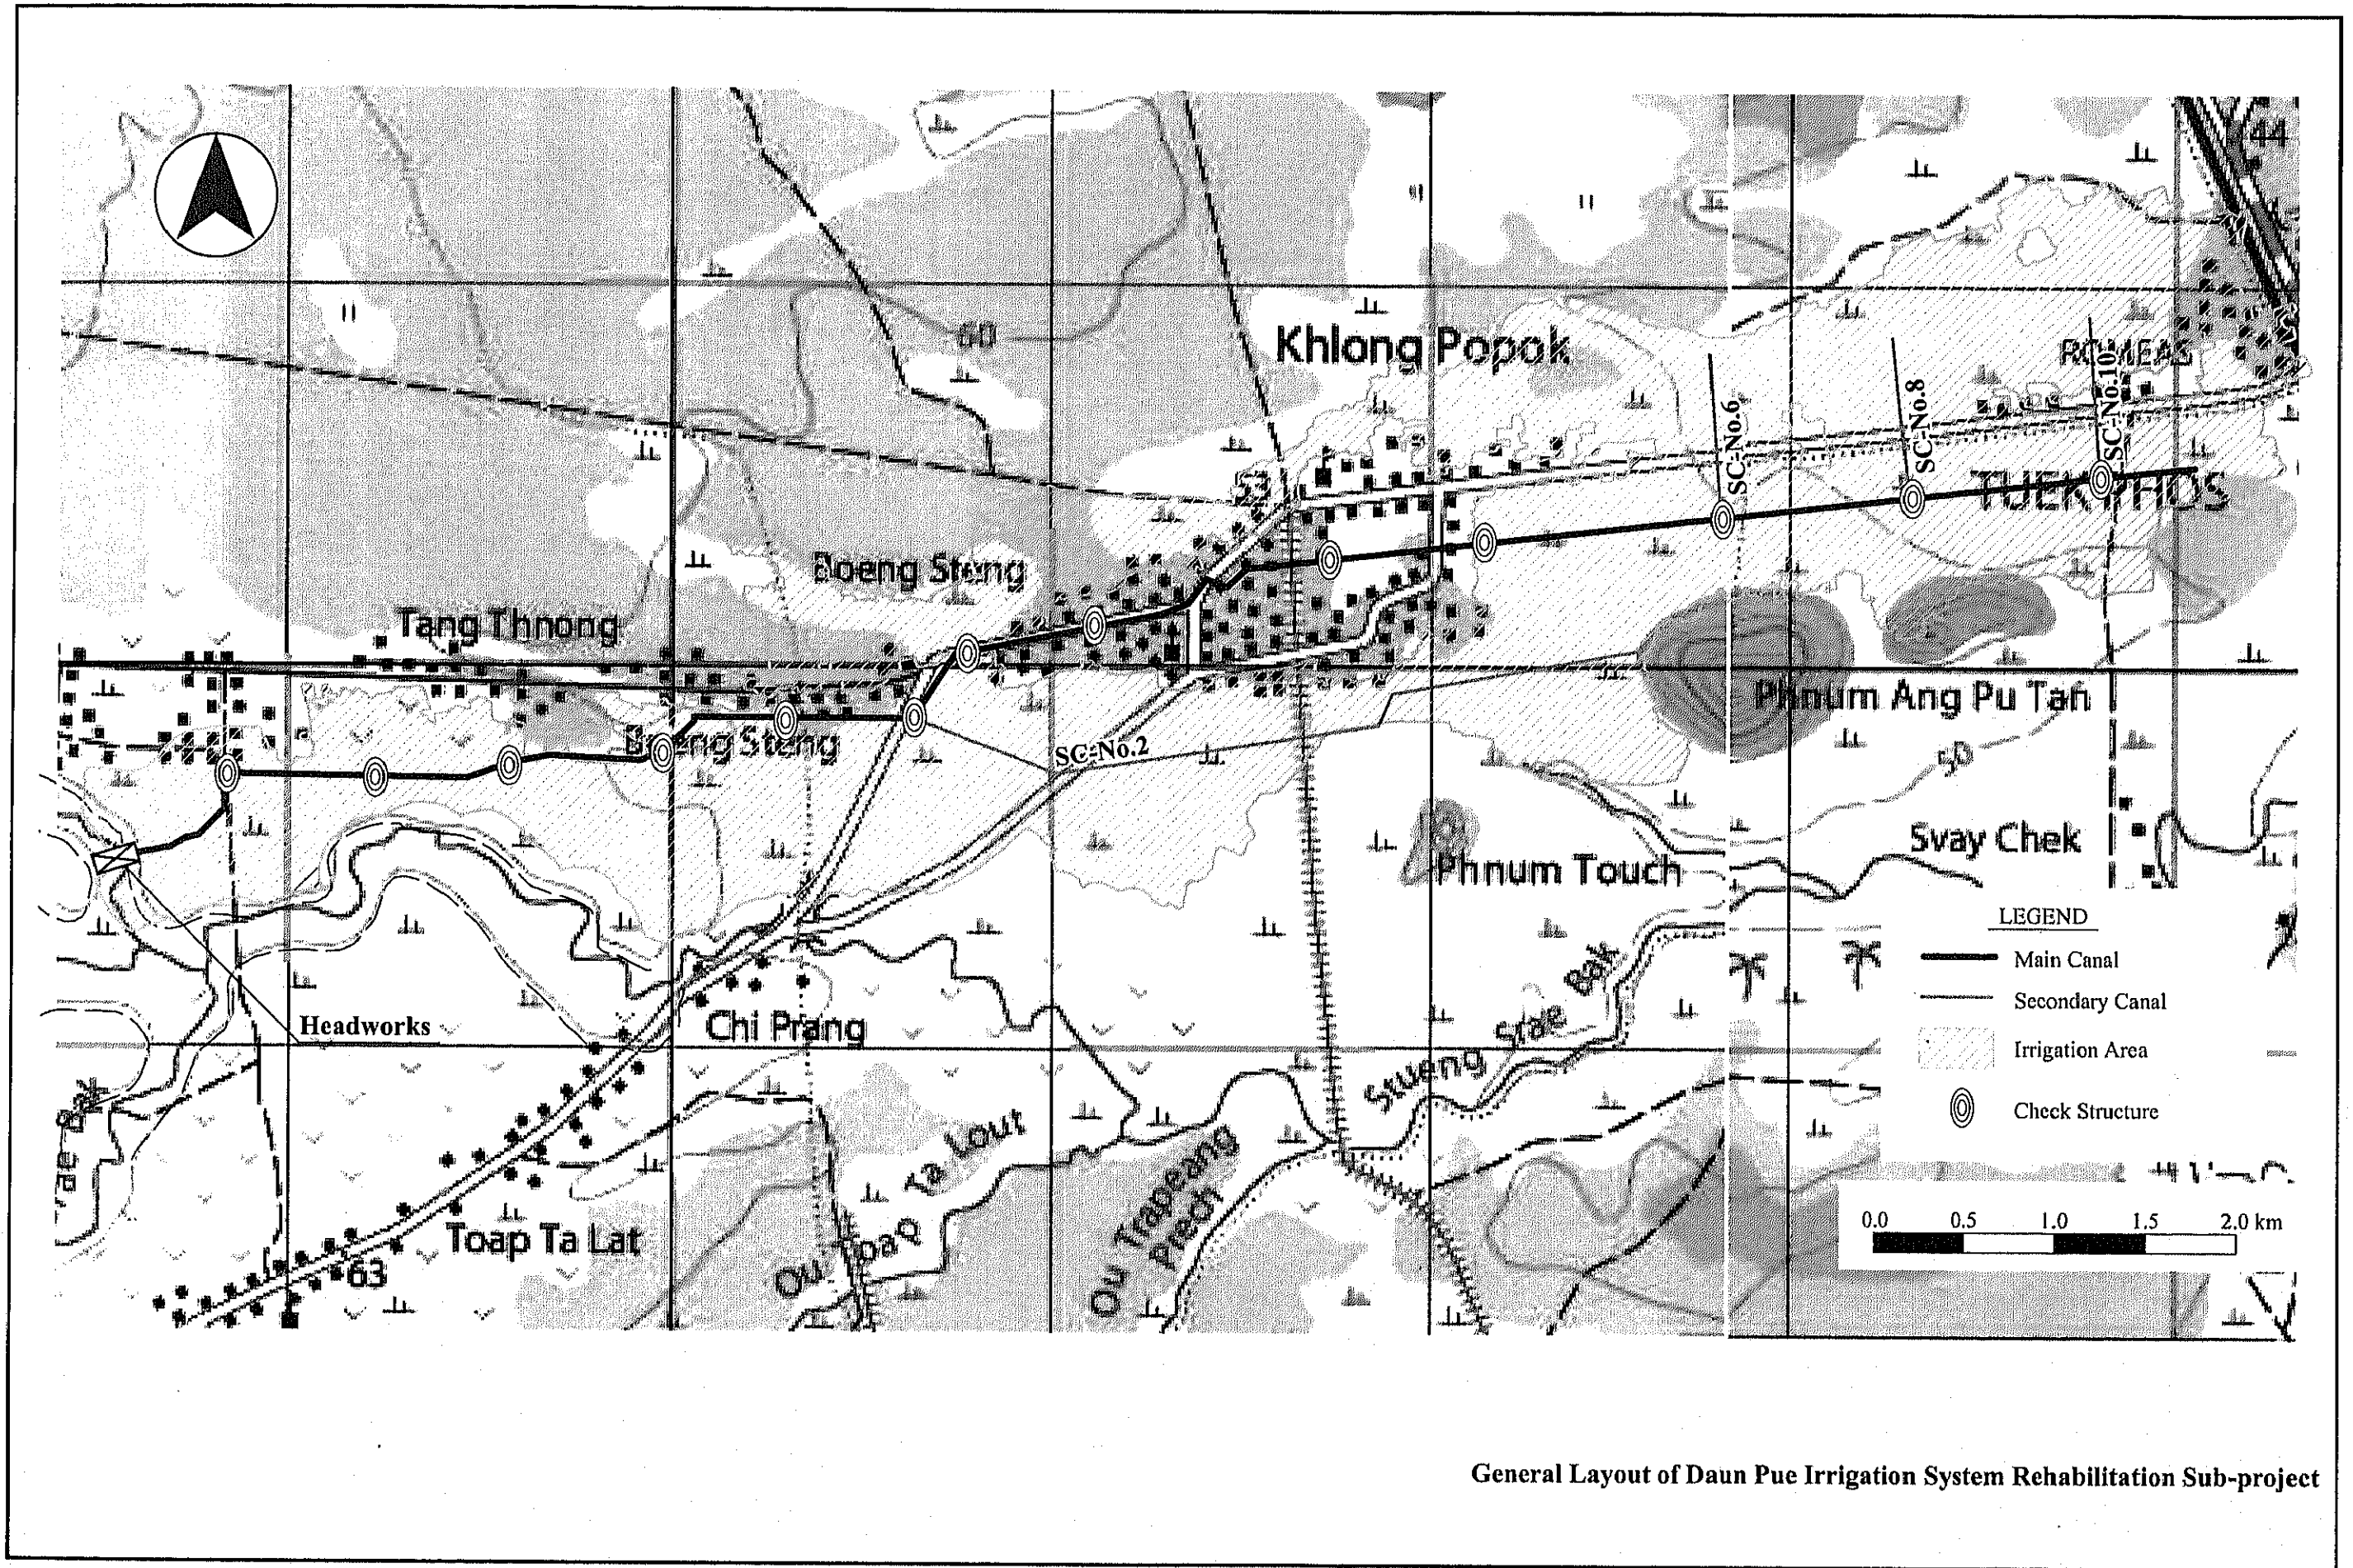 44
60
Khlong Popok
ROMEAS
SC-No.6
SC-No.8
SC-No.10
53
TUEK PHOS
Boeng Steng
Tang Thnong
Phnum Ang Pu Tan
Boeng Steng
SC-No.2
50
Svay Chek
Phnum Touch
LEGEND
Main Canal
Secondary Canal
Irrigation Area
Check Structure
Headworks
Chi Prang
Stueng Srae Bak
Ou Toap Ta Lout
Ou Trapeang
Prech
Toap Ta Lat
63
0.0 0.5 1.0 1.5 2.0 km
General Layout of Daun Pue Irrigation System Rehabilitation Sub-project